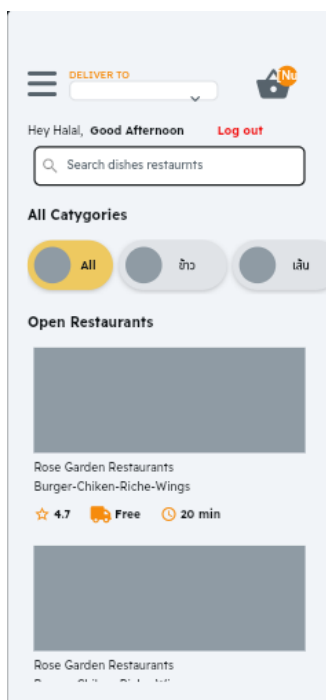 DELIVER TO
[Nu
Hey Halal, Good Afternoon Log out
Search dishes restaurnts
All Catygories
All ข้าว เส้น
Open Restaurants
Rose Garden Restaurants
Burger-Chiken-Riche-Wings
4.7 Free 20 min
Rose Garden Restaurants